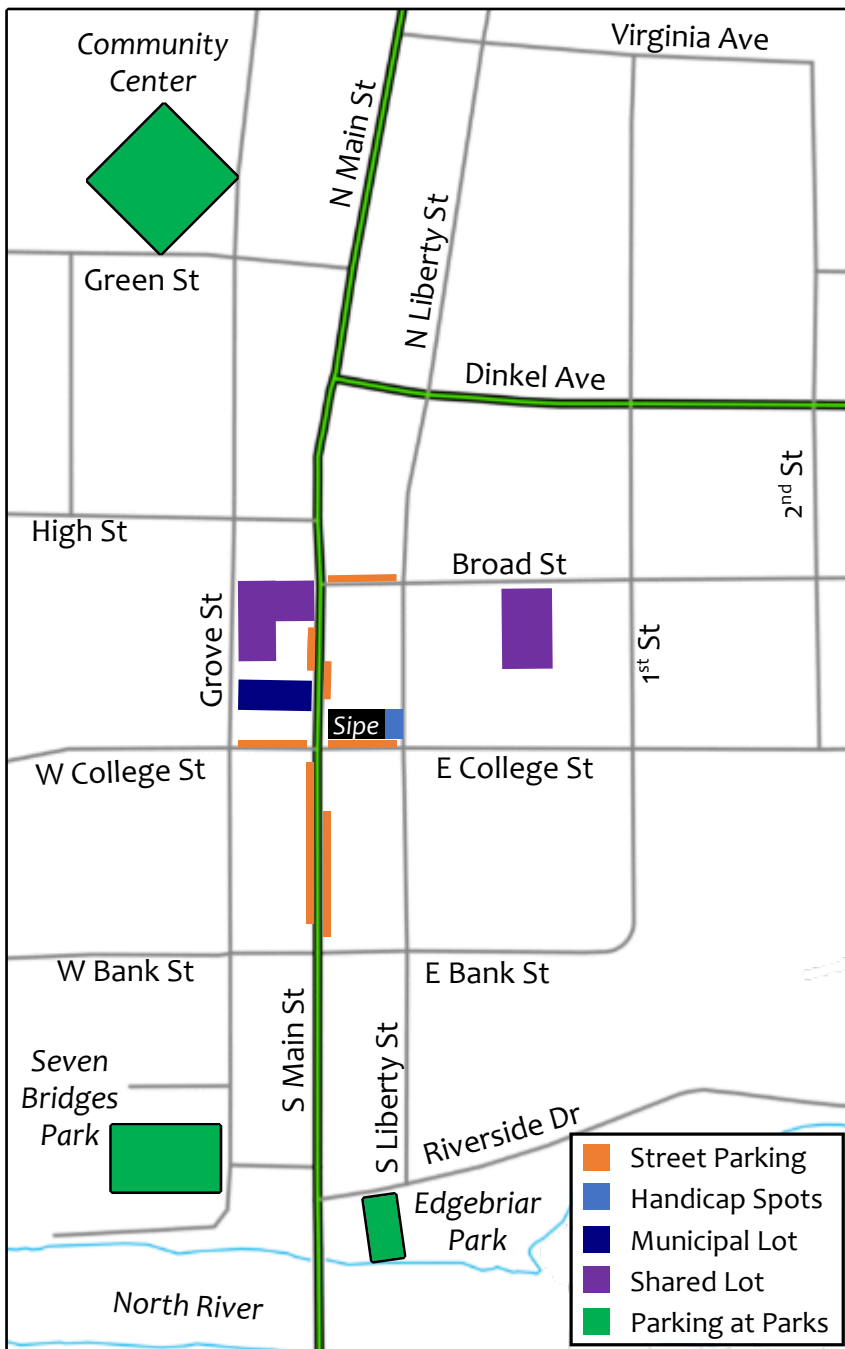 Community
Center
Virginia Ave
N Main St
N Liberty St
Green St
Dinkel Ave
2nd St
High St
Broad St
Grove St
1st St
Sipe
W College St
E College St
W Bank St
E Bank St
S Main St
S Liberty St
Seven
Bridges
Park
Riverside Dr
Edgebriar
Park
North River
Street Parking
Handicap Spots
Municipal Lot
Shared Lot
Parking at Parks